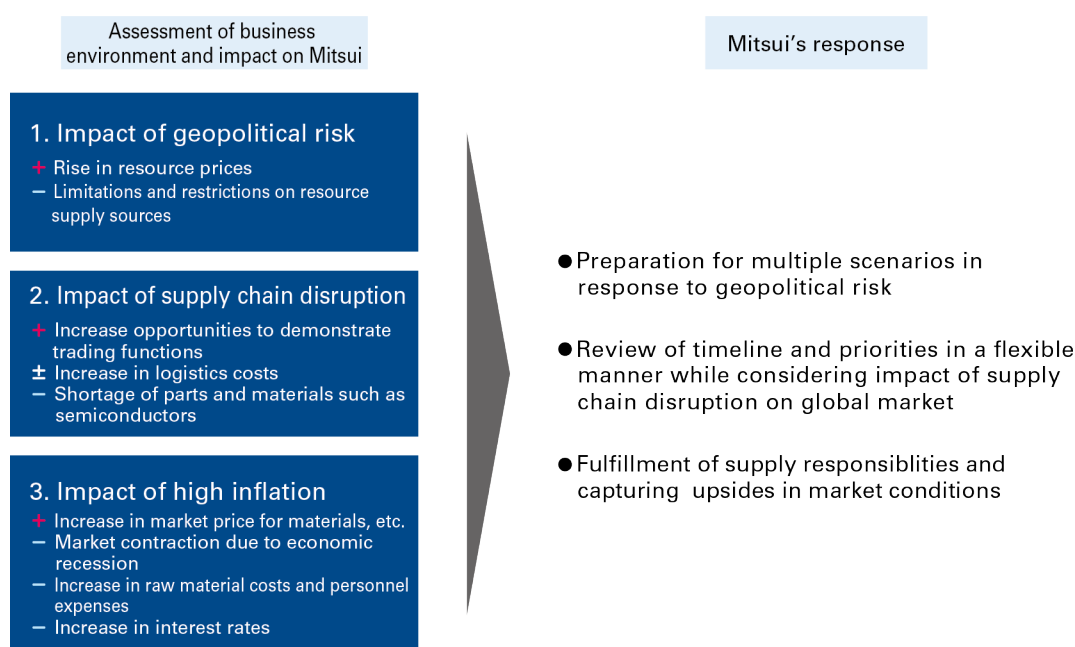 Assessment of business
environment and impact on Mitsui
Mitsui's response
1. Impact of geopolitical risk
+ Rise in resource prices
− Limitations and restrictions on resource
supply sources
2. Impact of supply chain disruption
+ Increase opportunities to demonstrate
trading functions
± Increase in logistics costs
− Shortage of parts and materials such as
semiconductors
3. Impact of high inflation
+ Increase in market price for materials, etc.
− Market contraction due to economic
recession
− Increase in raw material costs and personnel
expenses
− Increase in interest rates
●Preparation for multiple scenarios in
response to geopolitical risk
●Review of timeline and priorities in a flexible
manner while considering impact of supply
chain disruption on global market
●Fulfillment of supply responsiblities and
capturing upsides in market conditions